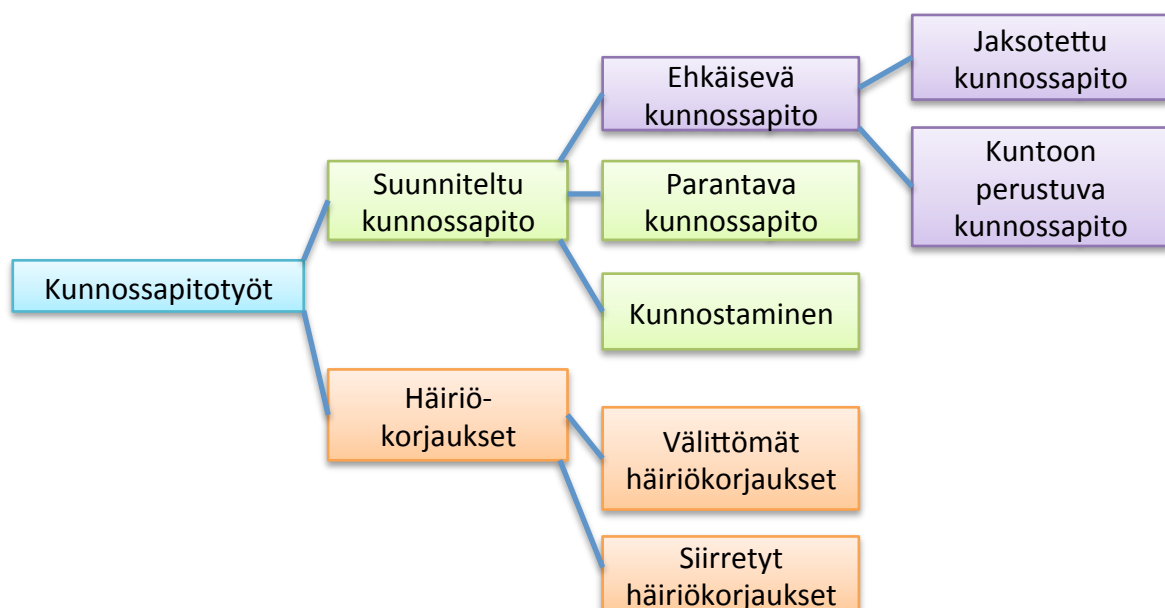 Jaksotettu
kunnossapito
Ehkäisevä
kunnossapito
Kuntoon
perustuva
kunnossapito
Suunniteltu
kunnossapito
Parantava
kunnossapito
Kunnossapitotyöt
Kunnostaminen
Häiriö-
korjaukset
Välittömät
häiriökorjaukset
Siirretyt
häiriökorjaukset